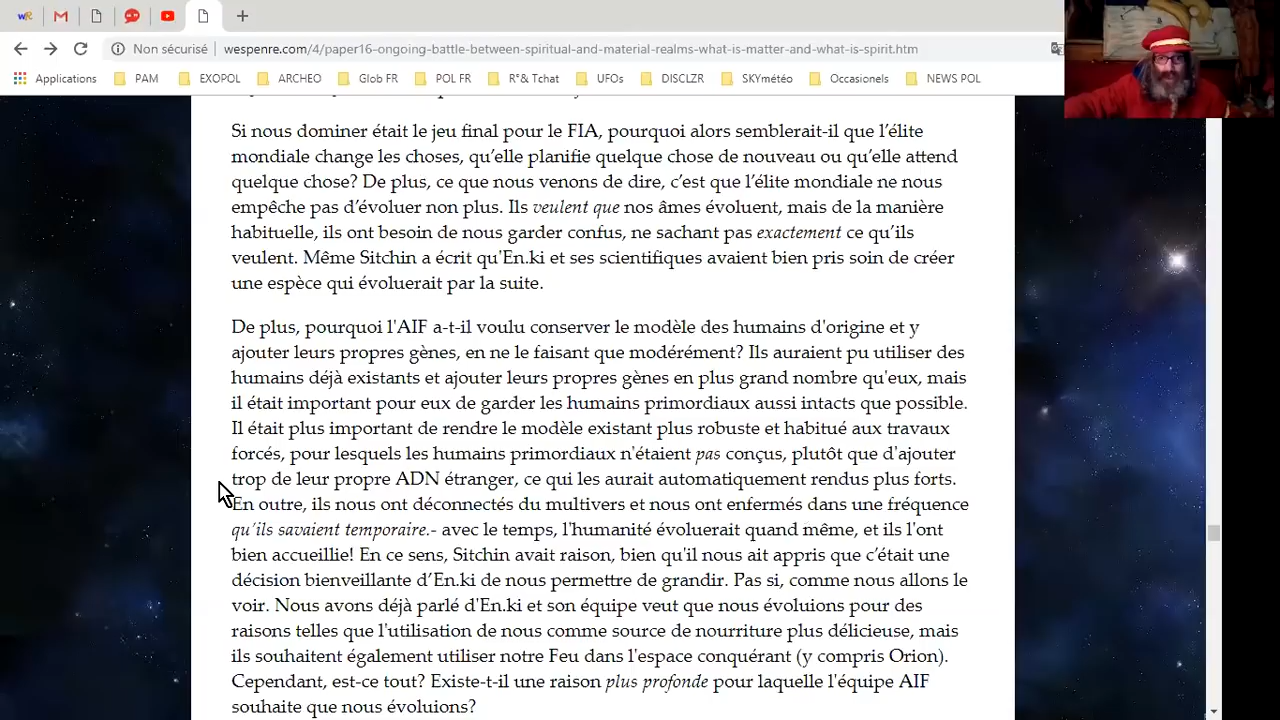 Non sécurisé
wespenre.com/4/paper16-ongoing-battle-between-spiritual-and-material-realms-what-is-matter-and-what-is-spirit.htm
Applications PAM EXOPOL ARCHEO Glob FR POL FR R°& Tchat UFOs DISCLZR SKYmétéo Occasionels NEWS POL
Si nous dominer était le jeu final pour le FIA, pourquoi alors semblerait-il que l’élite
mondiale change les choses, qu’elle planifie quelque chose de nouveau ou qu’elle attend
quelque chose? De plus, ce que nous venons de dire, c’est que l’élite mondiale ne nous
empêche pas d’évoluer non plus. Ils veulent que nos âmes évoluent, mais de la manière
habituelle, ils ont besoin de nous garder confus, ne sachant pas exactement ce qu’ils
veulent. Même Sitchin a écrit qu'En.ki et ses scientifiques avaient bien pris soin de créer
une espèce qui évoluerait par la suite.
De plus, pourquoi l'AIF a-t-il voulu conserver le modèle des humains d'origine et y
ajouter leurs propres gènes, en ne le faisant que modérément? Ils auraient pu utiliser des
humains déjà existants et ajouter leurs propres gènes en plus grand nombre qu'eux, mais
il était important pour eux de garder les humains primordiaux aussi intacts que possible.
Il était plus important de rendre le modèle existant plus robuste et habitué aux travaux
forcés, pour lesquels les humains primordiaux n'étaient pas conçus, plutôt que d'ajouter
trop de leur propre ADN étranger, ce qui les aurait automatiquement rendus plus forts.
En outre, ils nous ont déconnectés du multivers et nous ont enfermés dans une fréquence
qu'ils savaient temporaire.- avec le temps, l'humanité évoluerait quand même, et ils l'ont
bien accueillie! En ce sens, Sitchin avait raison, bien qu'il nous ait appris que c’était une
décision bienveillante d’En.ki de nous permettre de grandir. Pas si, comme nous allons le
voir. Nous avons déjà parlé d'En.ki et son équipe veut que nous évoluions pour des
raisons telles que l'utilisation de nous comme source de nourriture plus délicieuse, mais
ils souhaitent également utiliser notre Feu dans l'espace conquérant (y compris Orion).
Cependant, est-ce tout? Existe-t-il une raison plus profonde pour laquelle l'équipe AIF
souhaite que nous évoluions?